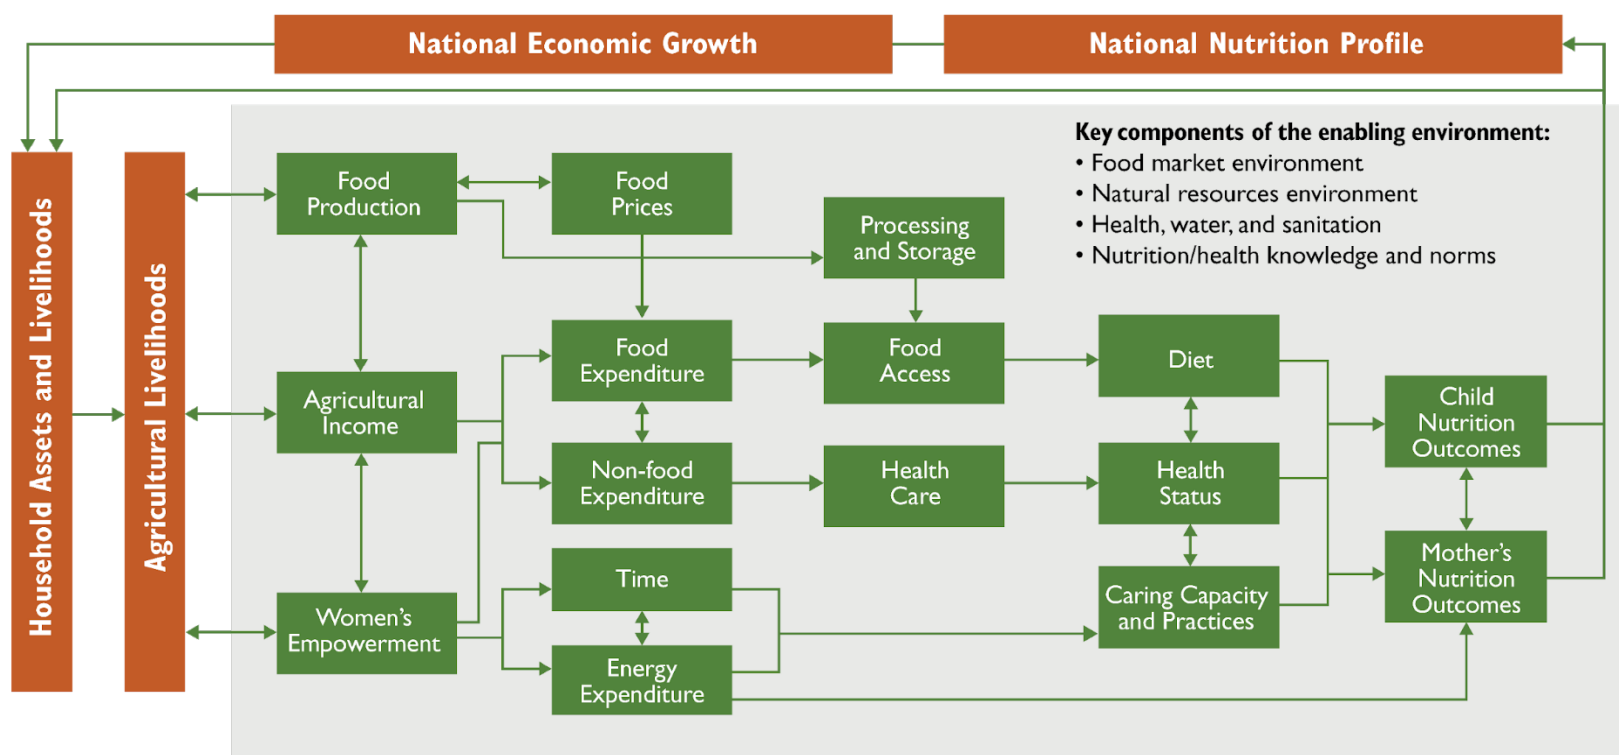 National Economic Growth
National Nutrition Profile
Key components of the enabling environment:
• Food market environment
• Natural resources environment
• Health, water, and sanitation
• Nutrition/health knowledge and norms
Household Assets and Livelihoods
Agricultural Livelihoods
Food
Production
Food
Prices
Processing
and Storage
Agricultural
Income
Food
Expenditure
Food
Access
Diet
Non-food
Expenditure
Health
Care
Health
Status
Child
Nutrition
Outcomes
Women's
Empowerment
Time
Energy
Expenditure
Caring Capacity
and Practices
Mother's
Nutrition
Outcomes